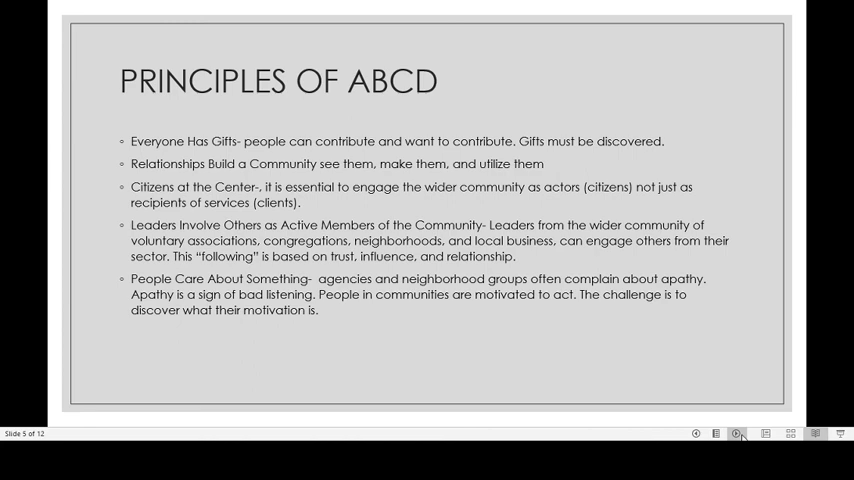 PRINCIPLES OF ABCD
◦ Everyone Has Gifts- people can contribute and want to contribute. Gifts must be discovered.
◦ Relationships Build a Community see them, make them, and utilize them
◦ Citizens at the Center-, it is essential to engage the wider community as actors (citizens) not just as
recipients of services (clients).
◦ Leaders Involve Others as Active Members of the Community- Leaders from the wider community of
voluntary associations, congregations, neighborhoods, and local business, can engage others from their
sector. This “following” is based on trust, influence, and relationship.
◦ People Care About Something- agencies and neighborhood groups often complain about apathy.
Apathy is a sign of bad listening. People in communities are motivated to act. The challenge is to
discover what their motivation is.
Slide 5 of 12